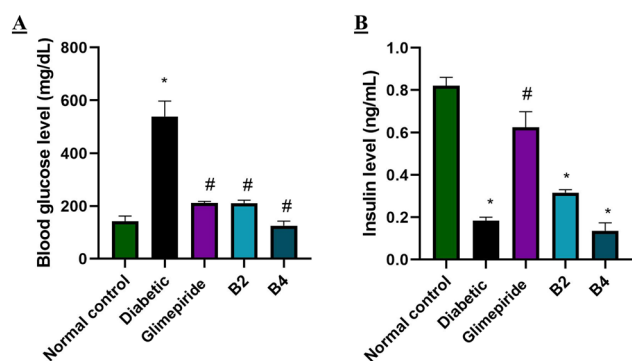 A
Blood glucose level (mg/dL)
800
600
400
200
0
*
#
#
#
Normal control
Diabetic
Glimepiride
B2
B4
B
Insulin level (ng/mL)
1.0
0.8
0.6
0.4
0.2
0.0
*
#
*
*
Normal control
Diabetic
Glimepiride
B2
B4